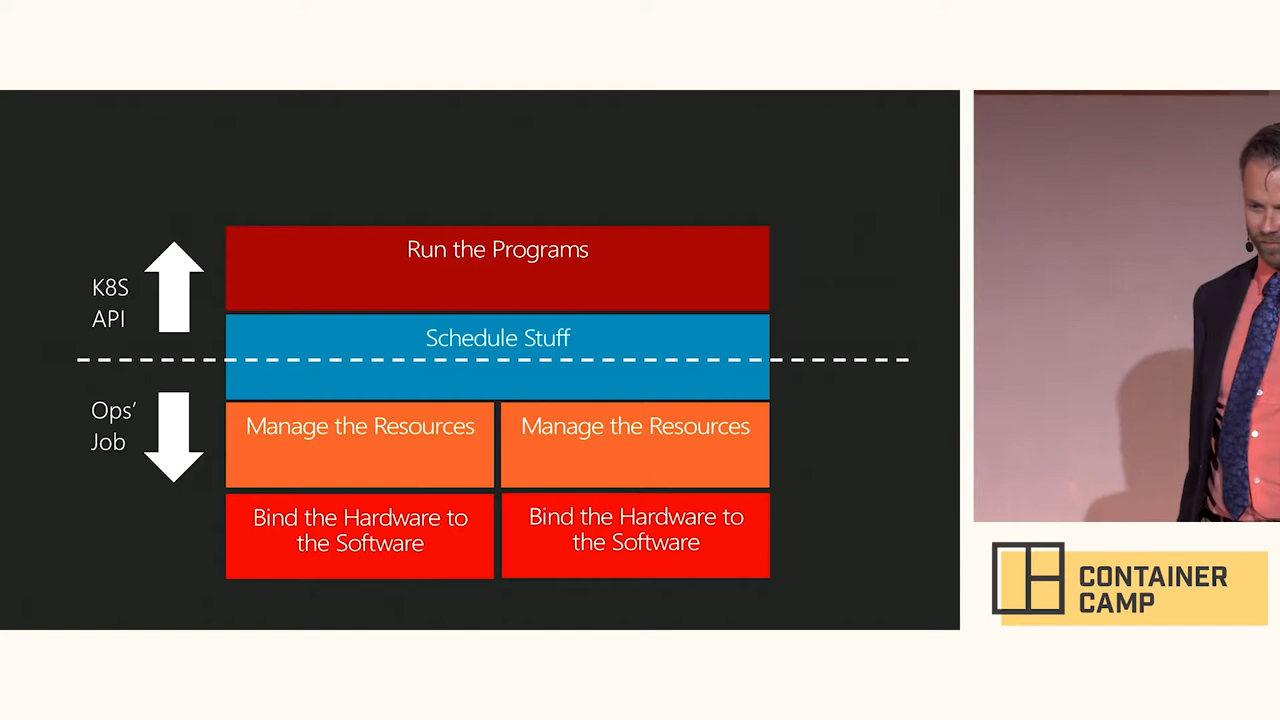 Run the Programs
K8S
API
Schedule Stuff
Ops'
Job
Manage the Resources
Manage the Resources
Bind the Hardware to
the Software
Bind the Hardware to
the Software
CONTAINER
CAMP